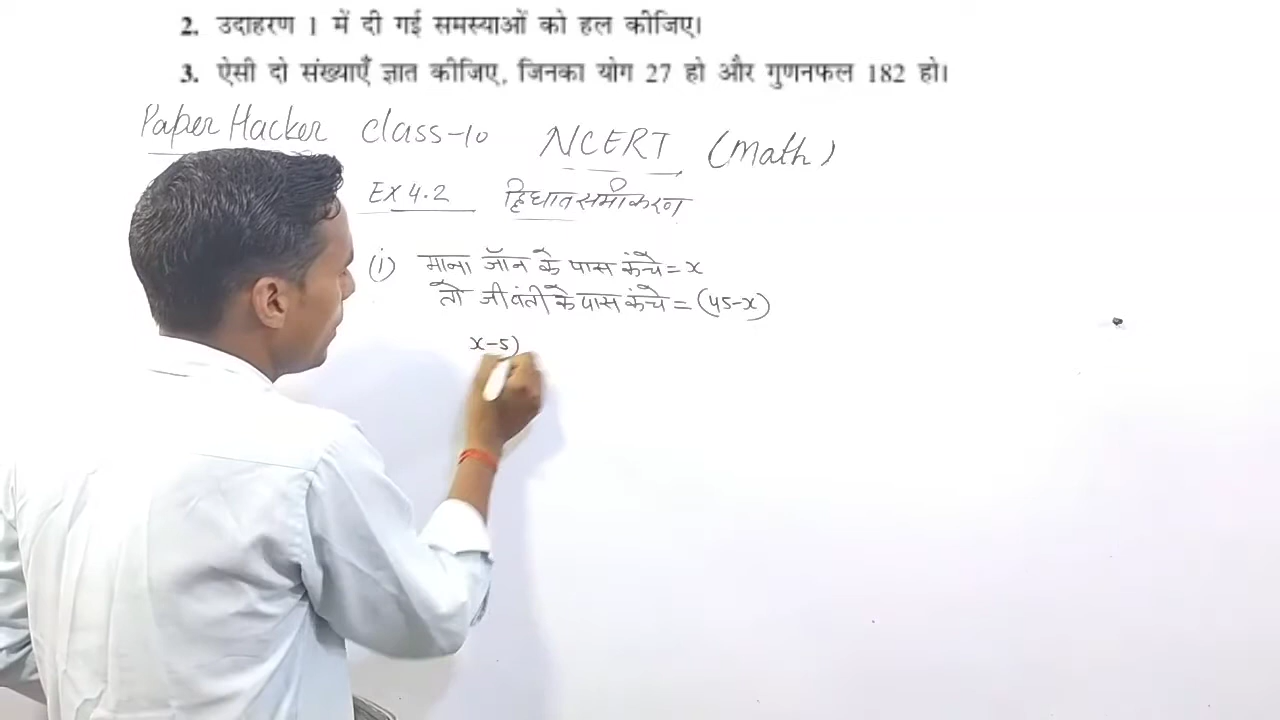 2. उदाहरण 1 में दी गई समस्याओं को हल कीजिए।
3. ऐसी दो संख्याएँ ज्ञात कीजिए, जिनका योग 27 हो और गुणनफल 182 हो।
Paper Hacker class-10 NCERT (Math)
Ex 4.2 द्विघात समीकरण
(i) माना जॉन के पास कंचे = x
तो जीवंती के पास कंचे = (45-x)
x-5)